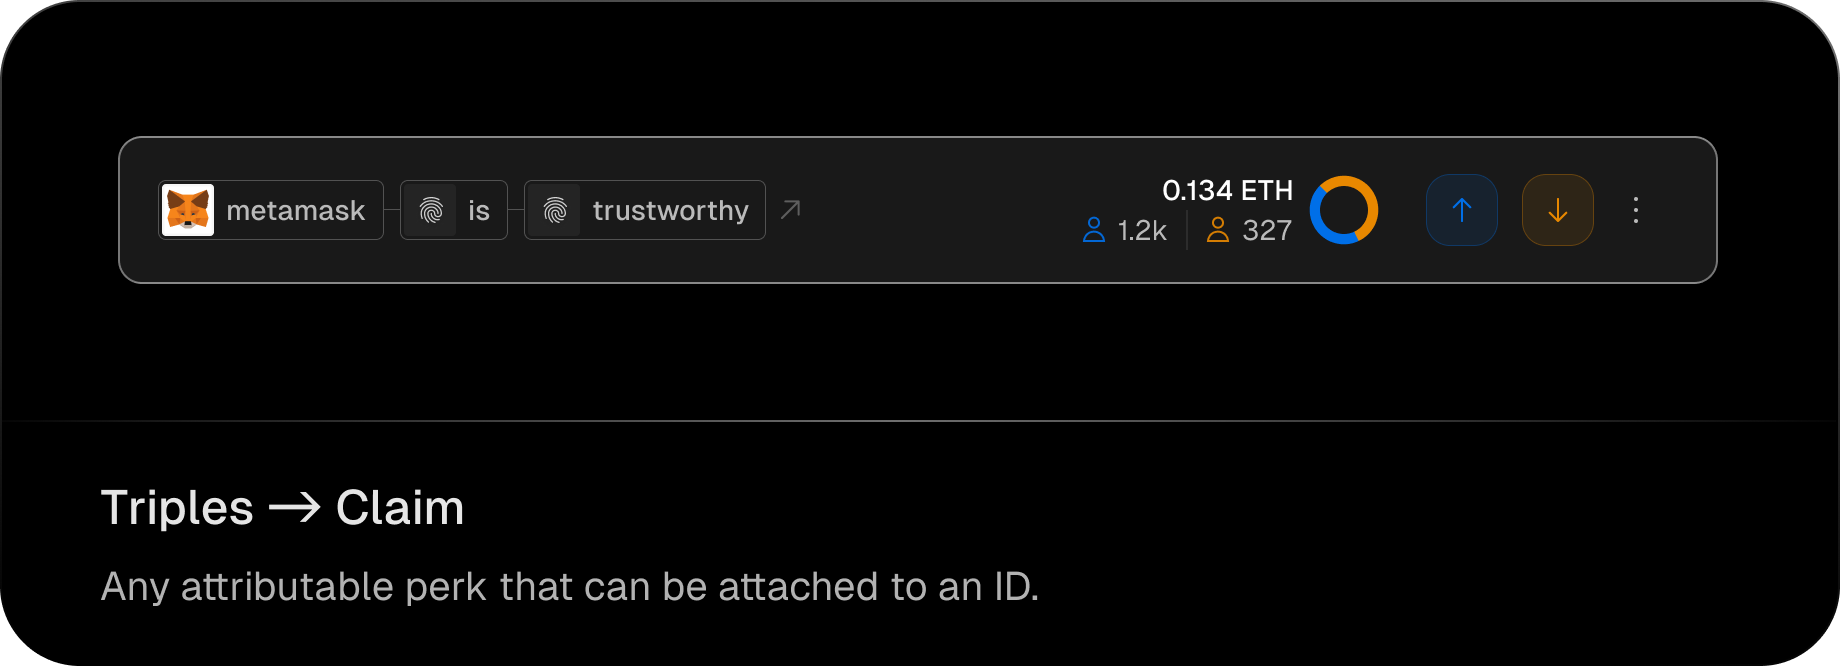 metamask is trustworthy
0.134 ETH
1.2k 327
Triples → Claim
Any attributable perk that can be attached to an ID.